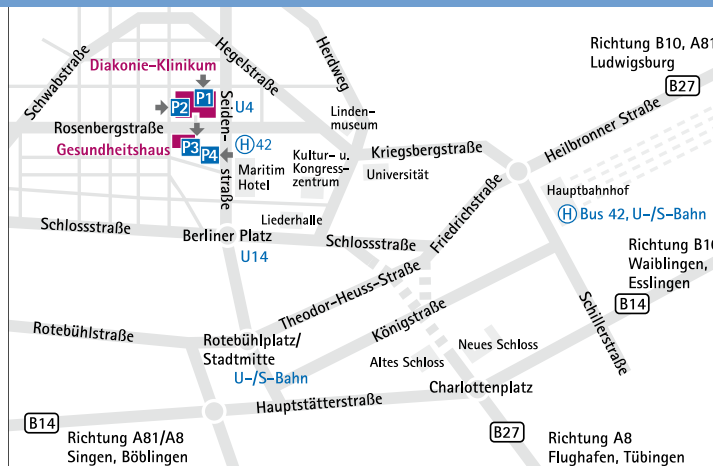 Richtung B10, A81
Ludwigsburg
B27
Schwabstraße
Hegelstraße
Herdweg
Diakonie-Klinikum
P1
P2
Seiden-
straße
U4
Linden-
museum
Heilbronner Straße
Rosenbergstraße
Gesundheitshaus
P3
P4
H 42
Maritim
Hotel
Kultur- u.
Kongress-
zentrum
Kriegsbergstraße
Universität
Hauptbahnhof
H Bus 42, U-/S-Bahn
Liederhalle
Schlossstraße
Berliner Platz
U14
Schlossstraße
Friedrichstraße
Richtung B10
Waiblingen,
Esslingen
B14
Theodor-Heuss-Straße
Schillerstraße
Rotebühlstraße
Rotebühlplatz/
Stadtmitte
U-/S-Bahn
Königstraße
Neues Schloss
Altes Schloss
Charlottenplatz
Hauptstätterstraße
B14
Richtung A81/A8
Singen, Böblingen
B27
Richtung A8
Flughafen, Tübingen